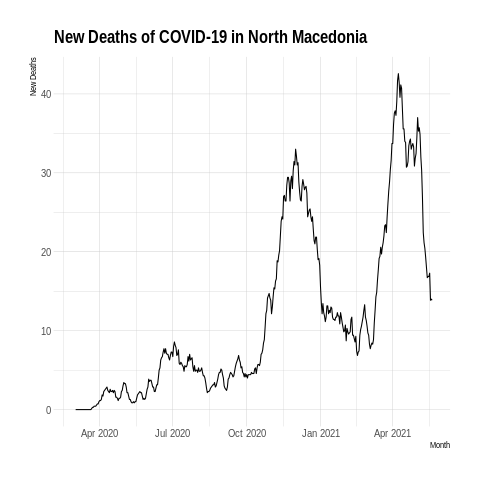 New Deaths of COVID-19 in North Macedonia
New Deaths
40
30
20
10
0
Apr 2020 Jul 2020 Oct 2020 Jan 2021 Apr 2021
Month